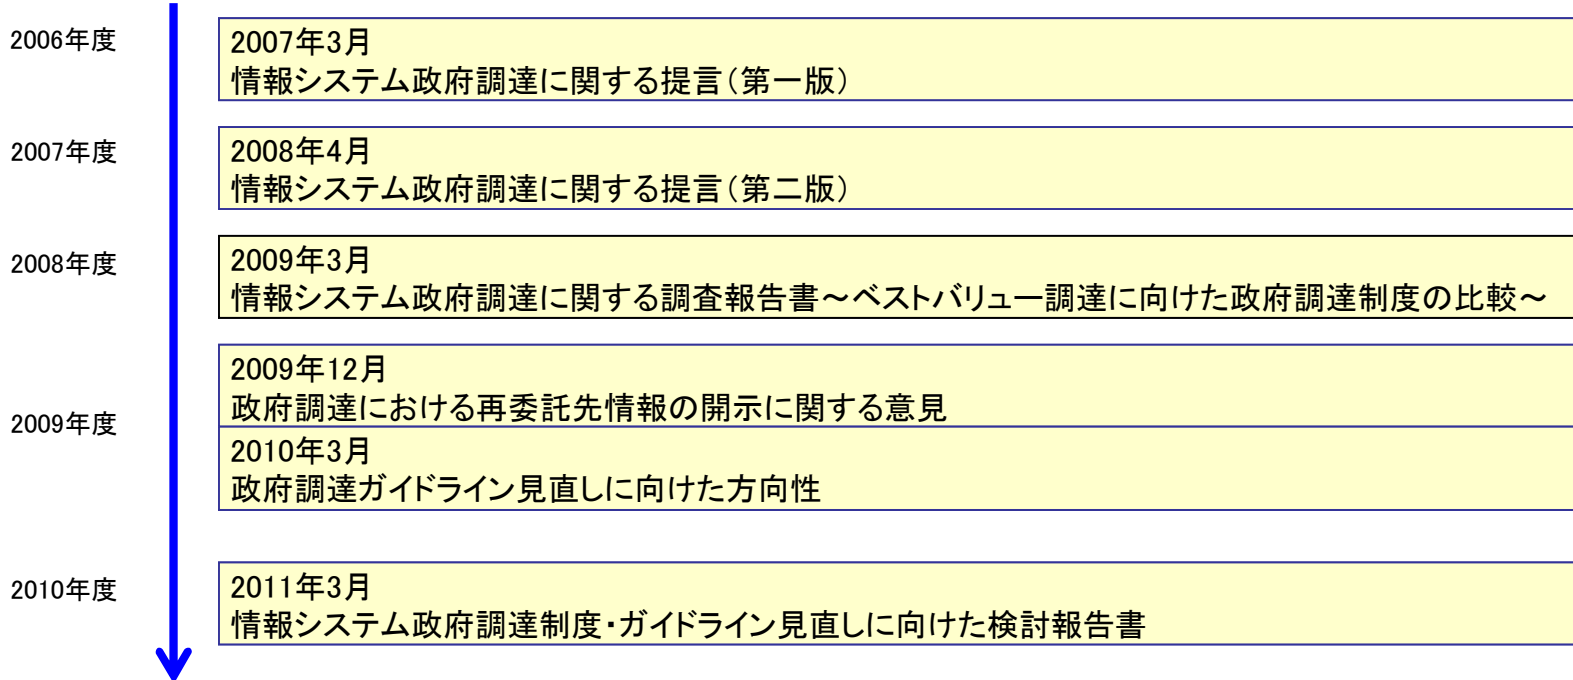 2006年度
2007年3月
情報システム政府調達に関する提言(第一版)
2007年度
2008年4月
情報システム政府調達に関する提言(第二版)
2008年度
2009年3月
情報システム政府調達に関する調査報告書~ベストバリュー調達に向けた政府調達制度の比較~
2009年度
2009年12月
政府調達における再委託先情報の開示に関する意見
2010年3月
政府調達ガイドライン見直しに向けた方向性
2010年度
2011年3月
情報システム政府調達制度・ガイドライン見直しに向けた検討報告書